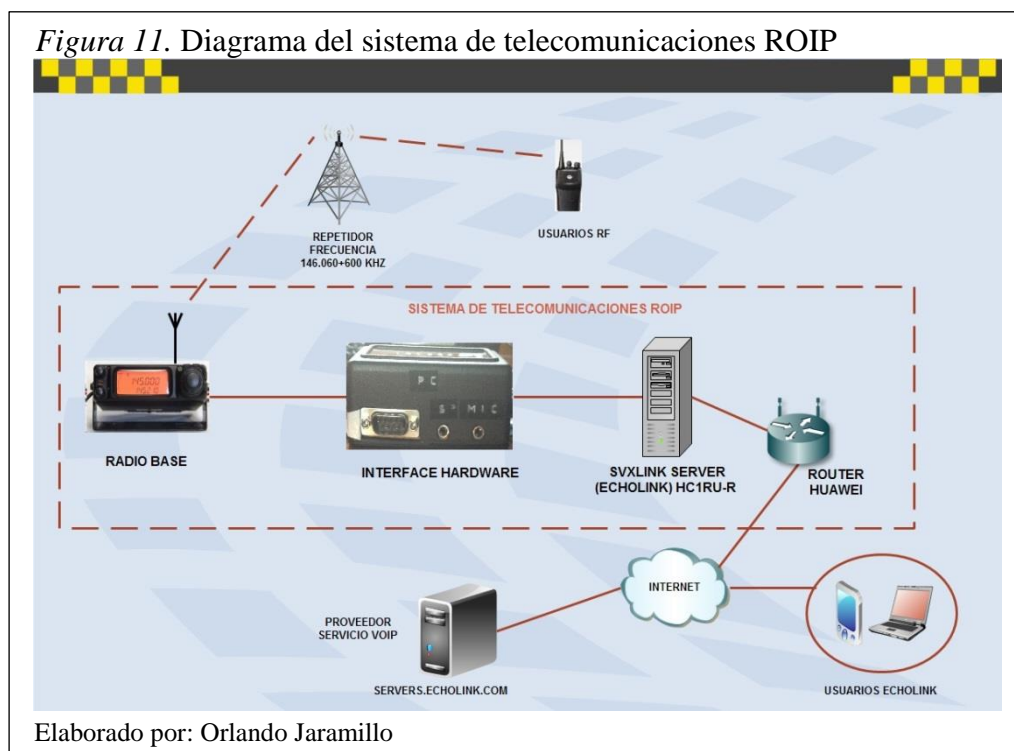 Figura 11. Diagrama del sistema de telecomunicaciones ROIP
REPETIDOR
FRECUENCIA
146.060+600 KHZ
USUARIOS RF
SISTEMA DE TELECOMUNICACIONES ROIP
RADIO BASE
PC
SP MIC
INTERFACE HARDWARE
SVXLINK SERVER
(ECHOLINK) HC1RU-R
ROUTER
HUAWEI
INTERNET
PROVEEDOR
SERVICIO VOIP
SERVERS.ECHOLINK.COM
USUARIOS ECHOLINK
Elaborado por: Orlando Jaramillo